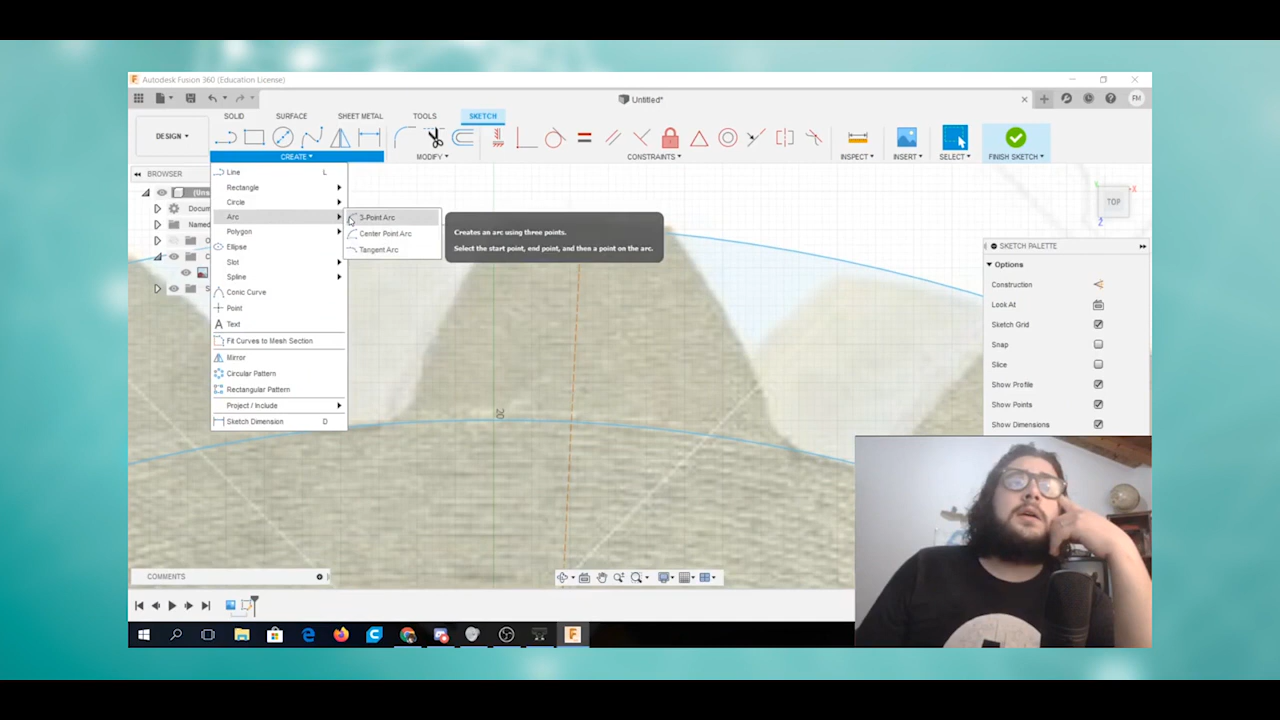 Autodesk Fusion 360 (Education License)
Untitled*
FM
DESIGN
SOLID
SURFACE
SHEET METAL
TOOLS
SKETCH
CREATE
MODIFY
CONSTRAINTS
INSPECT
INSERT
SELECT
FINISH SKETCH
BROWSER
Docum
Named
Line L
Rectangle
Circle
Arc
Polygon
Ellipse
Slot
Spline
Conic Curve
Point
Text
Fit Curves to Mesh Section
Mirror
Circular Pattern
Rectangular Pattern
Project / Include
Sketch Dimension D
3-Point Arc
Center Point Arc
Tangent Arc
Creates an arc using three points.
Select the start point, end point, and then a point on the arc.
TOP
X
Z
SKETCH PALETTE
Options
Construction
Look At
Sketch Grid
Snap
Slice
Show Profile
Show Points
Show Dimensions
30
COMMENTS